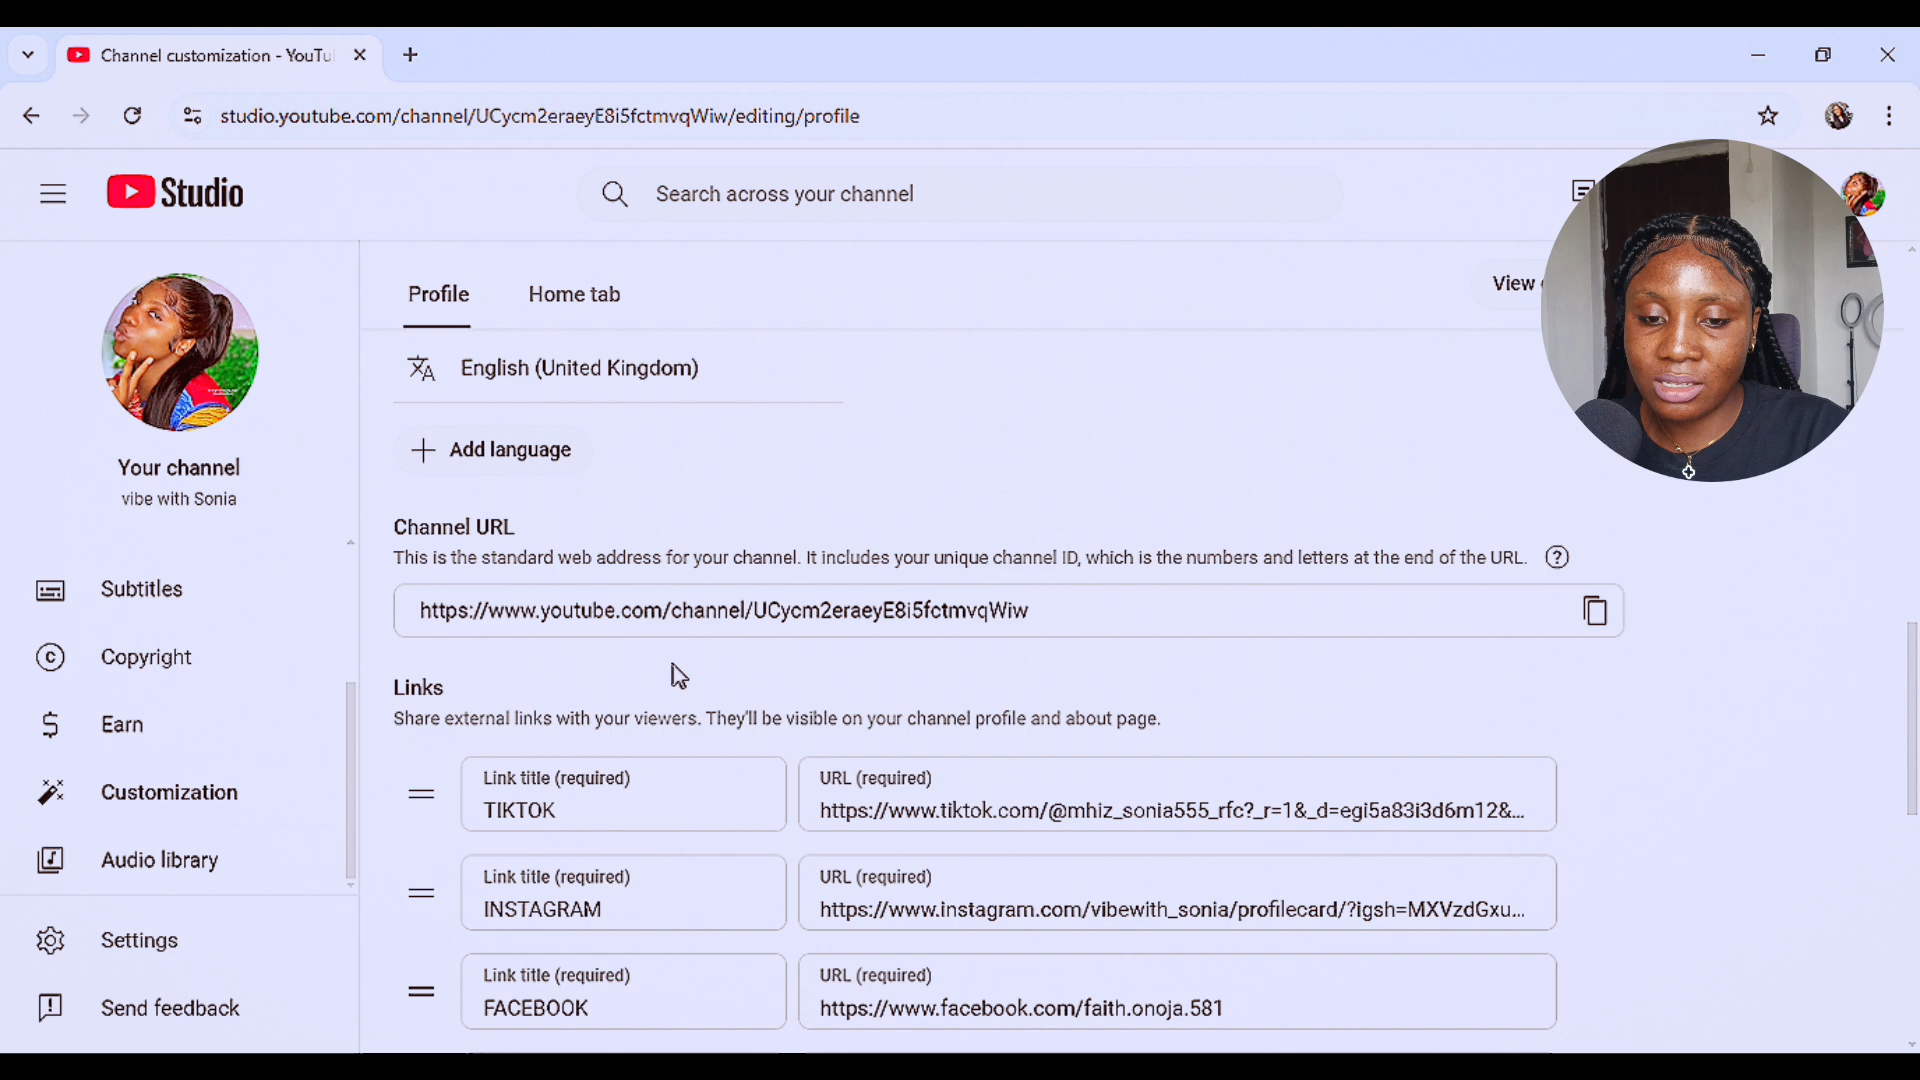 Channel customization - YouTu
studio.youtube.com/channel/UCycm2eraeyE8i5fctmvqWiw/editing/profile
Studio
Search across your channel
Profile
Home tab
View
Your channel
vibe with Sonia
English (United Kingdom)
Add language
Channel URL
This is the standard web address for your channel. It includes your unique channel ID, which is the numbers and letters at the end of the URL.
https://www.youtube.com/channel/UCycm2eraeyE8i5fctmvqWiw
Links
Share external links with your viewers. They'll be visible on your channel profile and about page.
Link title (required)
TIKTOK
URL (required)
https://www.tiktok.com/@mhiz_sonia555_rfc?_r=1&_d=egi5a83i3d6m12&...
Link title (required)
INSTAGRAM
URL (required)
https://www.instagram.com/vibewith_sonia/profilecard/?igsh=MXVzdGxu...
Link title (required)
FACEBOOK
URL (required)
https://www.facebook.com/faith.onoja.581
Subtitles
Copyright
Earn
Customization
Audio library
Settings
Send feedback